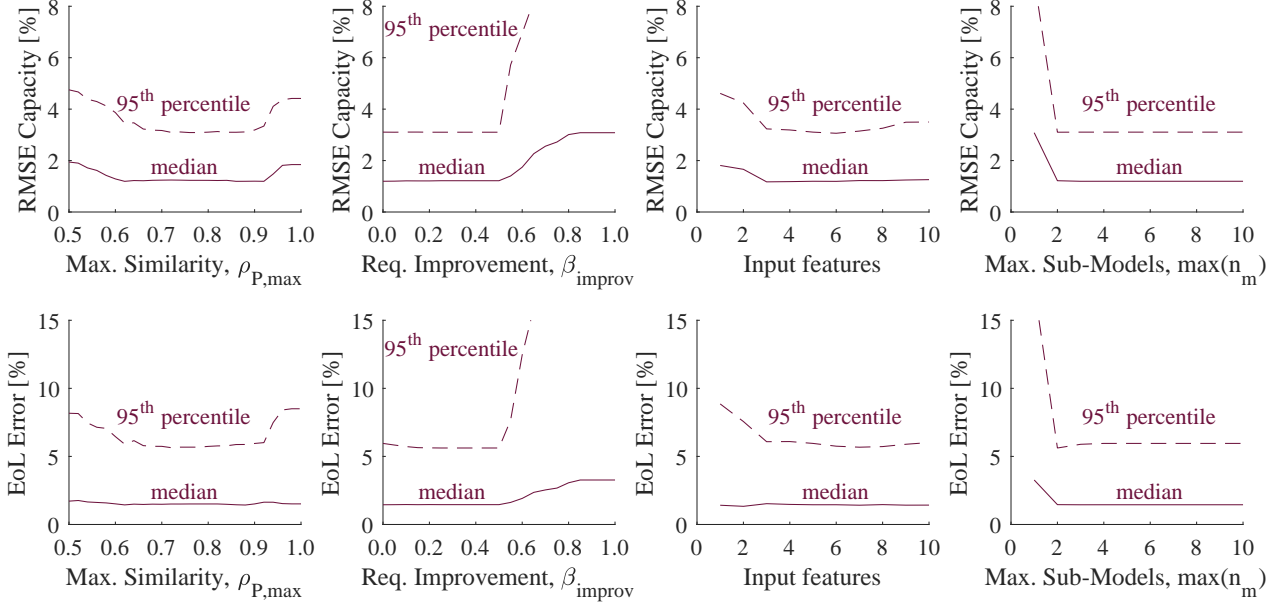 RMSE Capacity [%]
8
6
4
2
0
95th percentile
median
0.5 0.6 0.7 0.8 0.9 1.0
Max. Similarity, ρP,max
RMSE Capacity [%]
8
6
4
2
0
95th percentile
median
0.0 0.2 0.4 0.6 0.8 1.0
Req. Improvement, βimprov
RMSE Capacity [%]
8
6
4
2
0
95th percentile
median
0 2 4 6 8 10
Input features
RMSE Capacity [%]
8
6
4
2
0
95th percentile
median
0 2 4 6 8 10
Max. Sub-Models, max(nm)
EoL Error [%]
15
10
5
0
95th percentile
median
0.5 0.6 0.7 0.8 0.9 1.0
Max. Similarity, ρP,max
EoL Error [%]
15
10
5
0
95th percentile
median
0.0 0.2 0.4 0.6 0.8 1.0
Req. Improvement, βimprov
EoL Error [%]
15
10
5
0
95th percentile
median
0 2 4 6 8 10
Input features
EoL Error [%]
15
10
5
0
95th percentile
median
0 2 4 6 8 10
Max. Sub-Models, max(nm)